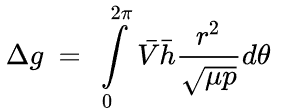 Δg = ∫₀^{2π} V̄h̄ r²/√(μp) dθ